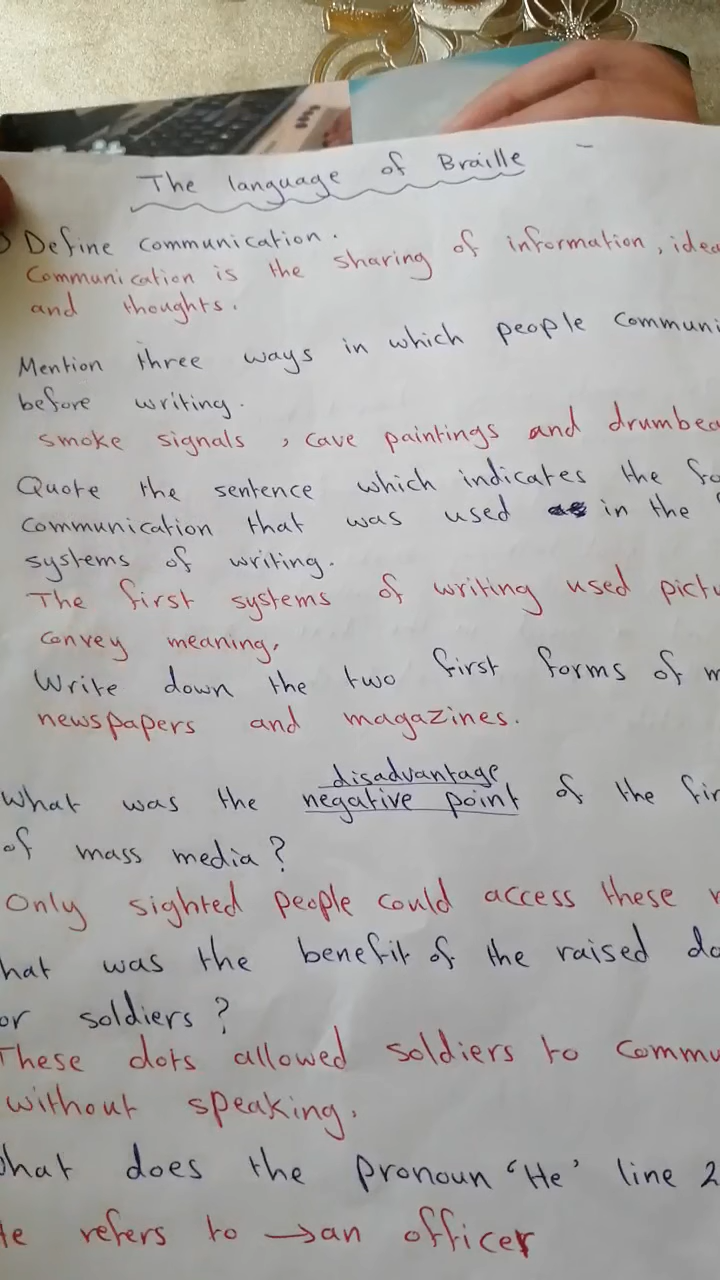 The language of Braille
Define communication.
Communication is the sharing of information, idea
and thoughts.
Mention three ways in which people communi
before writing.
smoke signals, cave paintings and drumbea
Quote the sentence which indicates the fo
communication that was used in the
systems of writing.
The first systems of writing used pictu
convey meaning.
Write down the two first forms of m
newspapers and magazines.
disadvantage
What was the negative point of the fir
of mass media?
Only sighted people could access these
hat was the benefit of the raised do
or soldiers?
These dots allowed soldiers to commu
without speaking.
hat does the pronoun 'He' line 2
He refers to → an officer